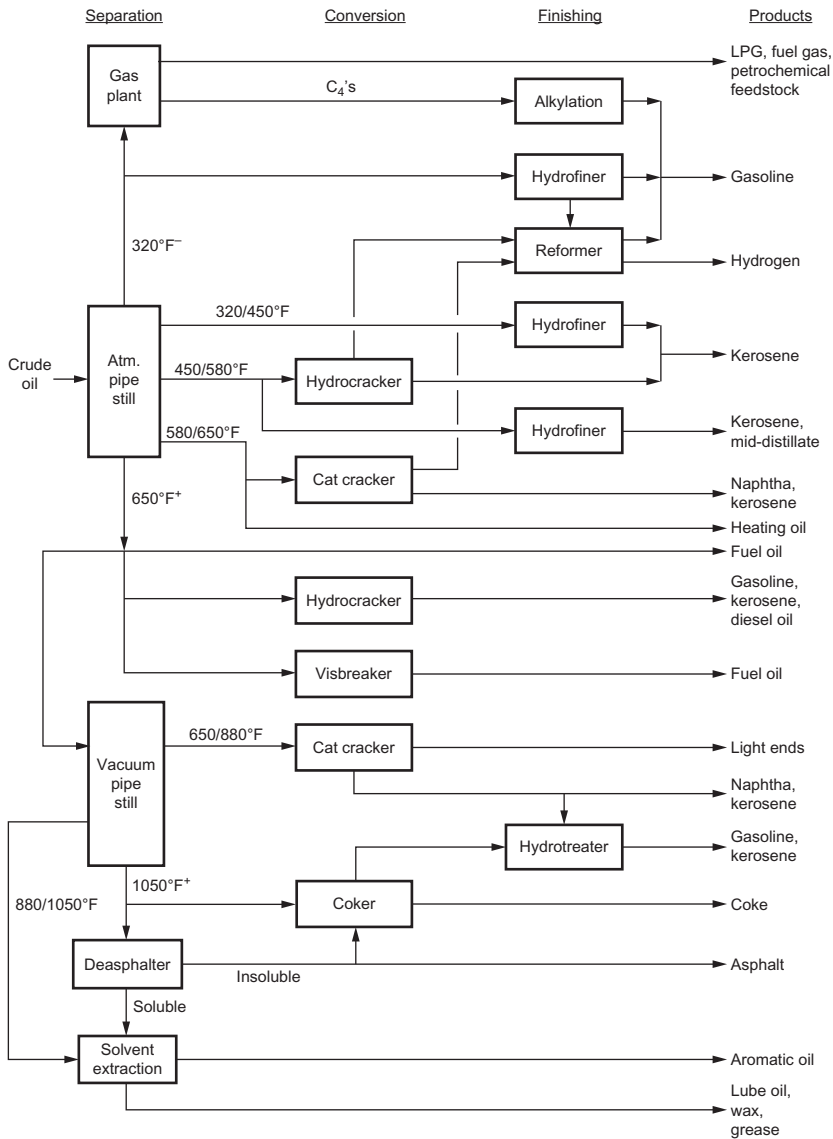 Separation
Conversion
Finishing
Products
Gas
plant
LPG, fuel gas,
petrochemical
feedstock
C₄'s
Alkylation
Hydrofiner
Gasoline
320°F⁻
Reformer
Hydrogen
Crude
oil
Atm.
pipe
still
320/450°F
Hydrofiner
Kerosene
450/580°F
Hydrocracker
Hydrofiner
Kerosene,
mid-distillate
580/650°F
Cat cracker
Naphtha,
kerosene
Heating oil
650°F⁺
Fuel oil
Hydrocracker
Gasoline,
kerosene,
diesel oil
Visbreaker
Fuel oil
Vacuum
pipe
still
650/880°F
Cat cracker
Light ends
Naphtha,
kerosene
Hydrotreater
Gasoline,
kerosene
880/1050°F
1050°F⁺
Coker
Coke
Deasphalter
Insoluble
Asphalt
Soluble
Solvent
extraction
Aromatic oil
Lube oil,
wax,
grease